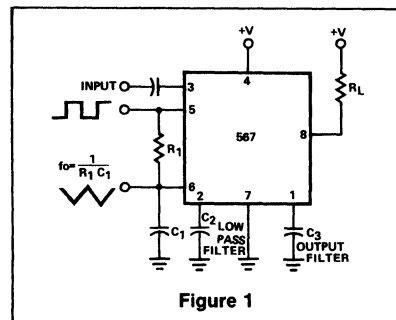 +V
+V
INPUT
3
4
R_L
5
567
8
R_1
fo= 1/(R_1 C_1)
6
2
7
1
C_1
C_2
LOW
PASS
FILTER
C_3
OUTPUT
FILTER
Figure 1